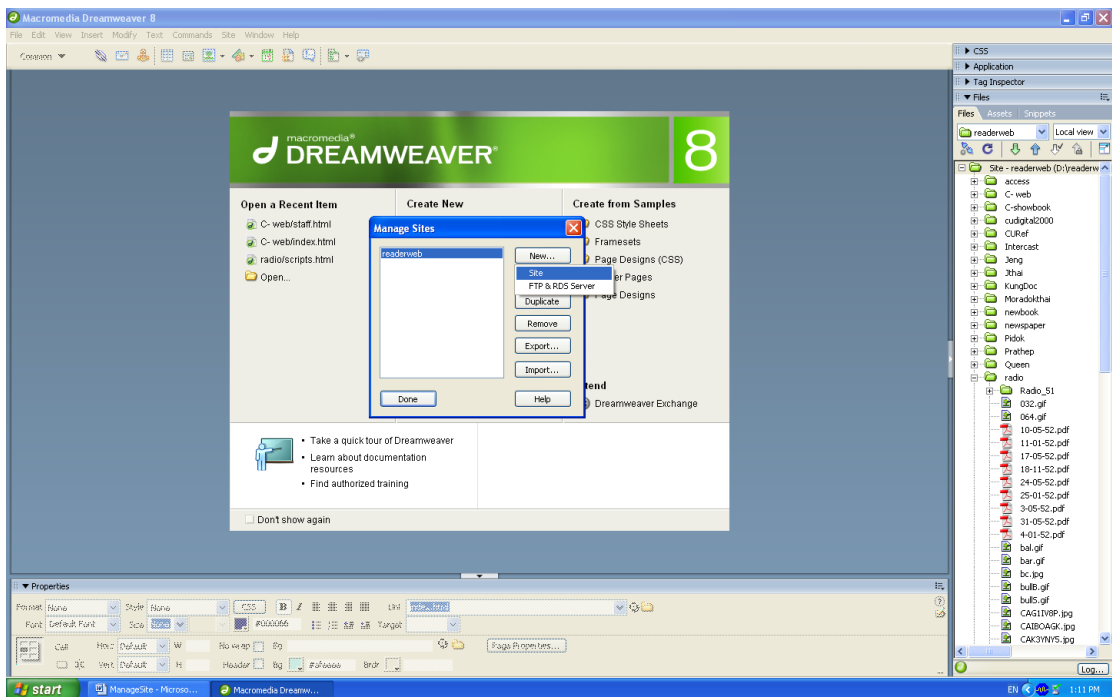 Macromedia Dreamweaver 8
File Edit View Insert Modify Text Commands Site Window Help
Common
macromedia®
DREAMWEAVER® 8
Open a Recent Item
C- web/staff.html
C- web/index.html
radio/scripts.html
Open...
Create New
Create from Samples
CSS Style Sheets
Framesets
Page Designs (CSS)
Pages
Page Designs
Manage Sites
readerweb
New...
Site
FTP & RDS Server
Duplicate
Remove
Export...
Import...
Done
Help
Dreamweaver Exchange
• Take a quick tour of Dreamweaver
• Learn about documentation
resources
• Find authorized training
Don't show again
CSS
Application
Tag Inspector
Files
Files Assets Snippets
readerweb Local view
Site - readerweb (D:\readerw
access
C- web
C-showbook
cudigital2000
CURef
Intercast
Jeng
Jthai
KungDoc
Moradokthai
newbook
newspaper
Pidok
Prathep
Queen
radio
Radio_51
032.gif
064.gif
10-05-52.pdf
11-01-52.pdf
17-05-52.pdf
18-11-52.pdf
24-05-52.pdf
25-01-52.pdf
3-05-52.pdf
31-05-52.pdf
4-01-52.pdf
bal.gif
bar.gif
bc.jpg
bullB.gif
bullS.gif
CAG1IV8P.jpg
CAIBOAGK.jpg
CAK3YNY5.jpg
Log...
Properties
Format None Style None CSS B I Link index.html
Font Default Font Size None #000066 Target
Cell Horz Default W No wrap Bg Page Properties...
Vert Default H Header Bg Brdr
start ManageSite - Microso... Macromedia Dreamw... EN 1:11 PM